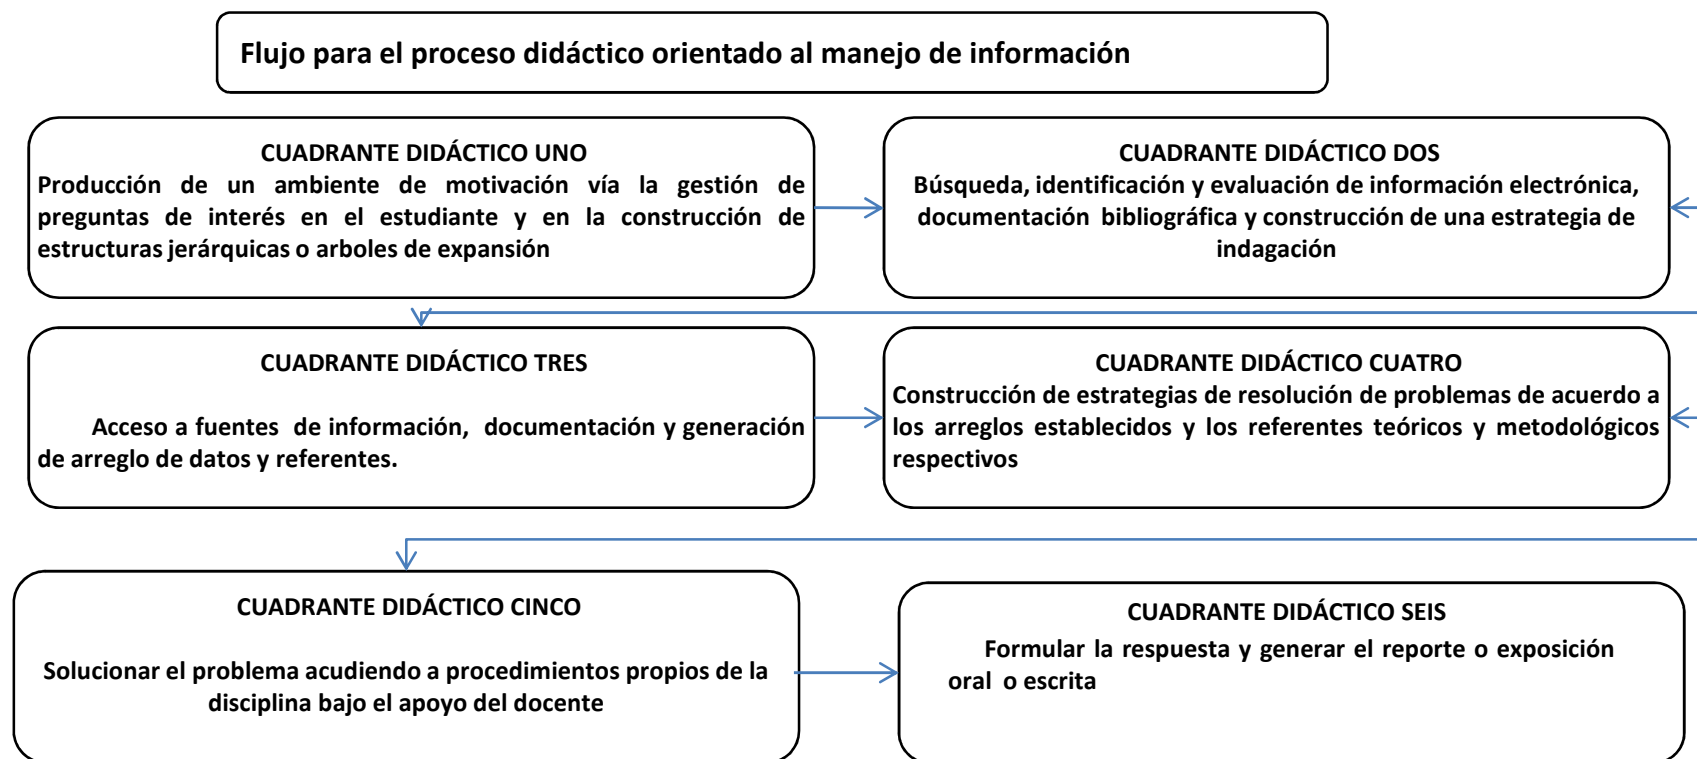 Flujo para el proceso didáctico orientado al manejo de información
CUADRANTE DIDÁCTICO UNO
Producción de un ambiente de motivación vía la gestión de
preguntas de interés en el estudiante y en la construcción de
estructuras jerárquicas o arboles de expansión
CUADRANTE DIDÁCTICO DOS
Búsqueda, identificación y evaluación de información electrónica,
documentación bibliográfica y construcción de una estrategia de
indagación
CUADRANTE DIDÁCTICO TRES
Acceso a fuentes de información, documentación y generación
de arreglo de datos y referentes.
CUADRANTE DIDÁCTICO CUATRO
Construcción de estrategias de resolución de problemas de acuerdo a
los arreglos establecidos y los referentes teóricos y metodológicos
respectivos
CUADRANTE DIDÁCTICO CINCO
Solucionar el problema acudiendo a procedimientos propios de la
disciplina bajo el apoyo del docente
CUADRANTE DIDÁCTICO SEIS
Formular la respuesta y generar el reporte o exposición
oral o escrita